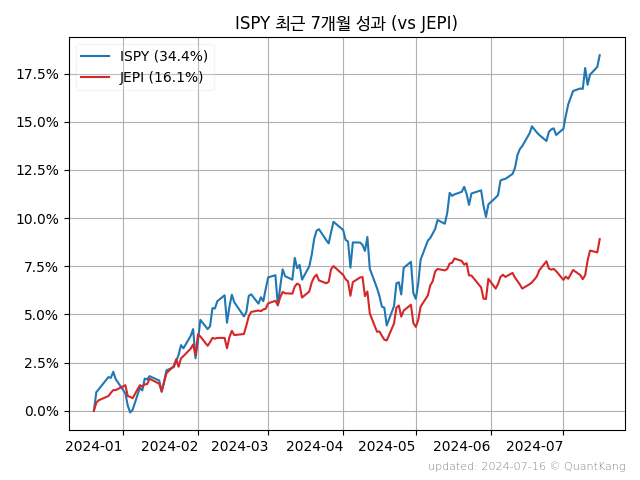 ISPY 최근 7개월 성과 (vs JEPI)
ISPY (34.4%)
JEPI (16.1%)
17.5%
15.0%
12.5%
10.0%
7.5%
5.0%
2.5%
0.0%
2024-01 2024-02 2024-03 2024-04 2024-05 2024-06 2024-07
updated: 2024-07-16 © QuantKang